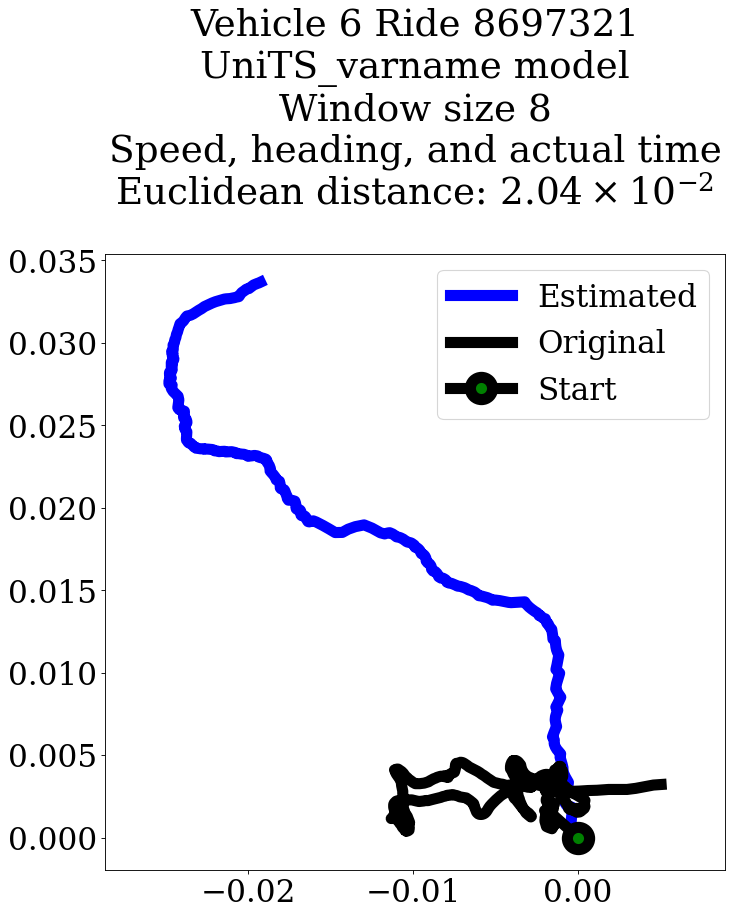 Vehicle 6 Ride 8697321
UniTS_varname model
Window size 8
Speed, heading, and actual time
Euclidean distance: 2.04 × 10⁻²
0.035
0.030
0.025
0.020
0.015
0.010
0.005
0.000
Estimated
Original
Start
−0.02
−0.01
0.00